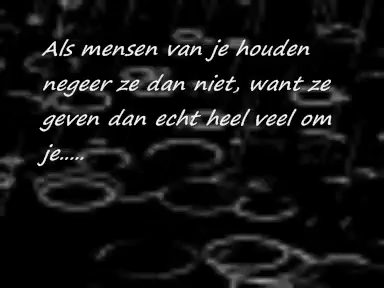 Als mensen van je houden
negeer ze dan niet, want ze
geven dan echt heel veel om
je.....